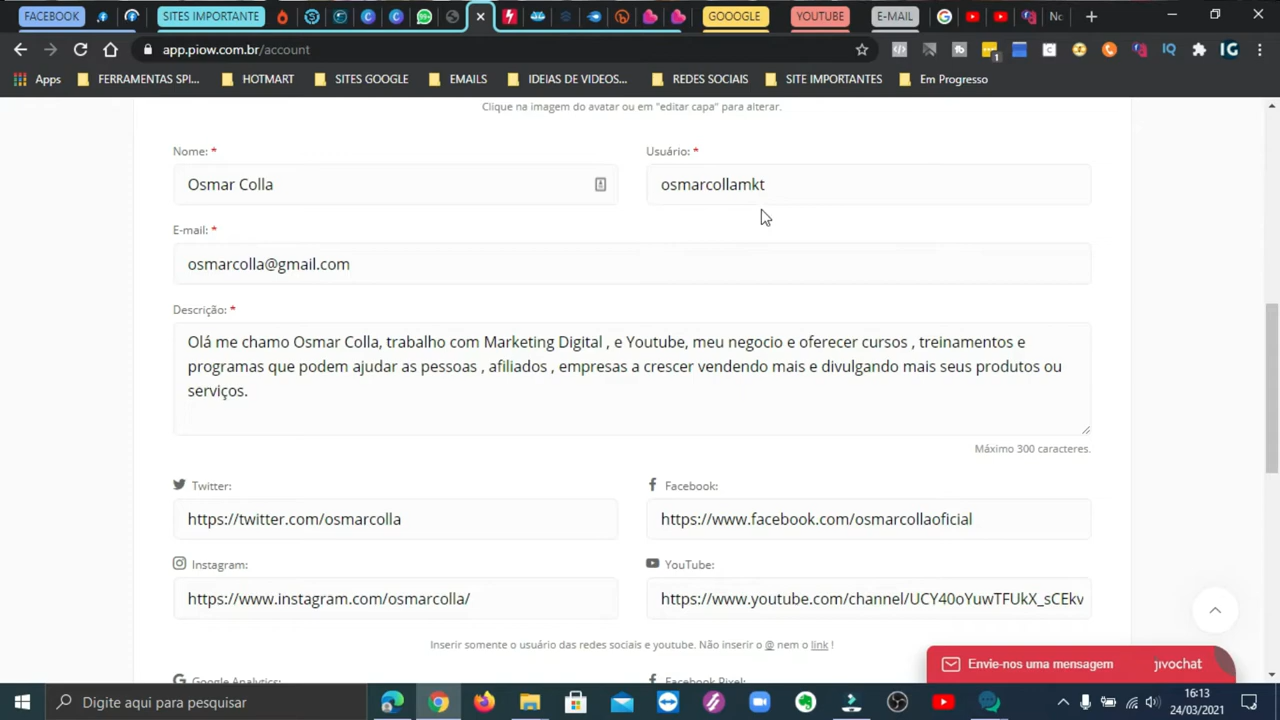 FACEBOOK
SITES IMPORTANTE
GOOOGLE
YOUTUBE
E-MAIL
app.piow.com.br/account
Apps
FERRAMENTAS SPI...
HOTMART
SITES GOOGLE
EMAILS
IDEIAS DE VIDEOS...
REDES SOCIAIS
SITE IMPORTANTES
Em Progresso
Clique na imagem do avatar ou em "editar capa" para alterar.
Nome: *
Usuário: *
Osmar Colla
osmarcollamkt
E-mail: *
osmarcolla@gmail.com
Descrição: *
Olá me chamo Osmar Colla, trabalho com Marketing Digital , e Youtube, meu negocio e oferecer cursos , treinamentos e
programas que podem ajudar as pessoas , afiliados , empresas a crescer vendendo mais e divulgando mais seus produtos ou
serviços.
Máximo 300 caracteres.
Twitter:
Facebook:
https://twitter.com/osmarcolla
https://www.facebook.com/osmarcollaoficial
Instagram:
YouTube:
https://www.instagram.com/osmarcolla/
https://www.youtube.com/channel/UCY40oYuwTFUkX_sCEkv
Inserir somente o usuário das redes sociais e youtube. Não inserir o @ nem o link !
Google Analytics:
Facebook Pixel:
Envie-nos uma mensagem
jivochat
Digite aqui para pesquisar
16:13
24/03/2021